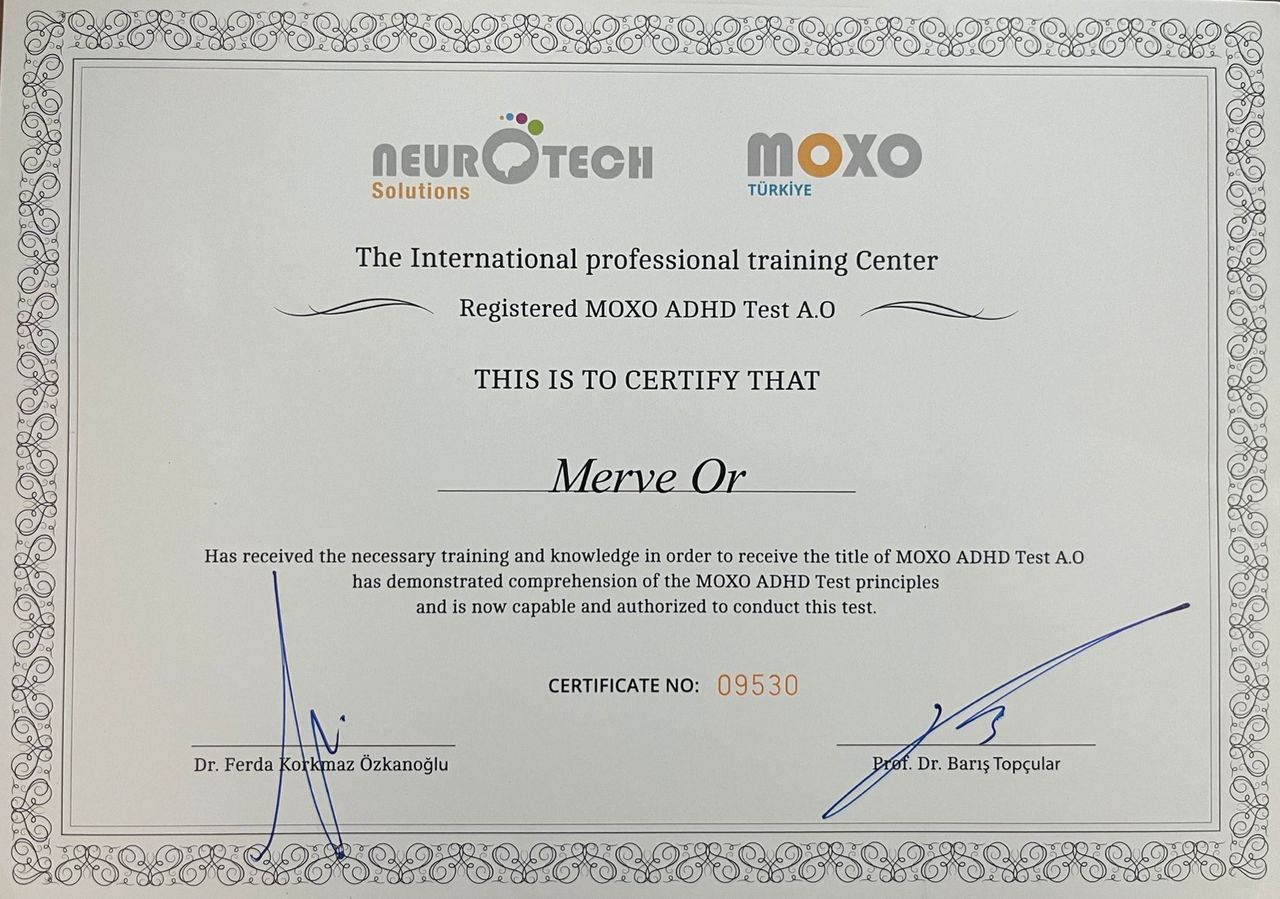 neurotech
Solutions
MOXO
TÜRKİYE
The International professional training Center
Registered MOXO ADHD Test A.O
THIS IS TO CERTIFY THAT
Merve Or
Has received the necessary training and knowledge in order to receive the title of MOXO ADHD Test A.O
has demonstrated comprehension of the MOXO ADHD Test principles
and is now capable and authorized to conduct this test.
CERTIFICATE NO: 09530
Dr. Ferda Korkmaz Özkanoğlu
Prof. Dr. Barış Topçular